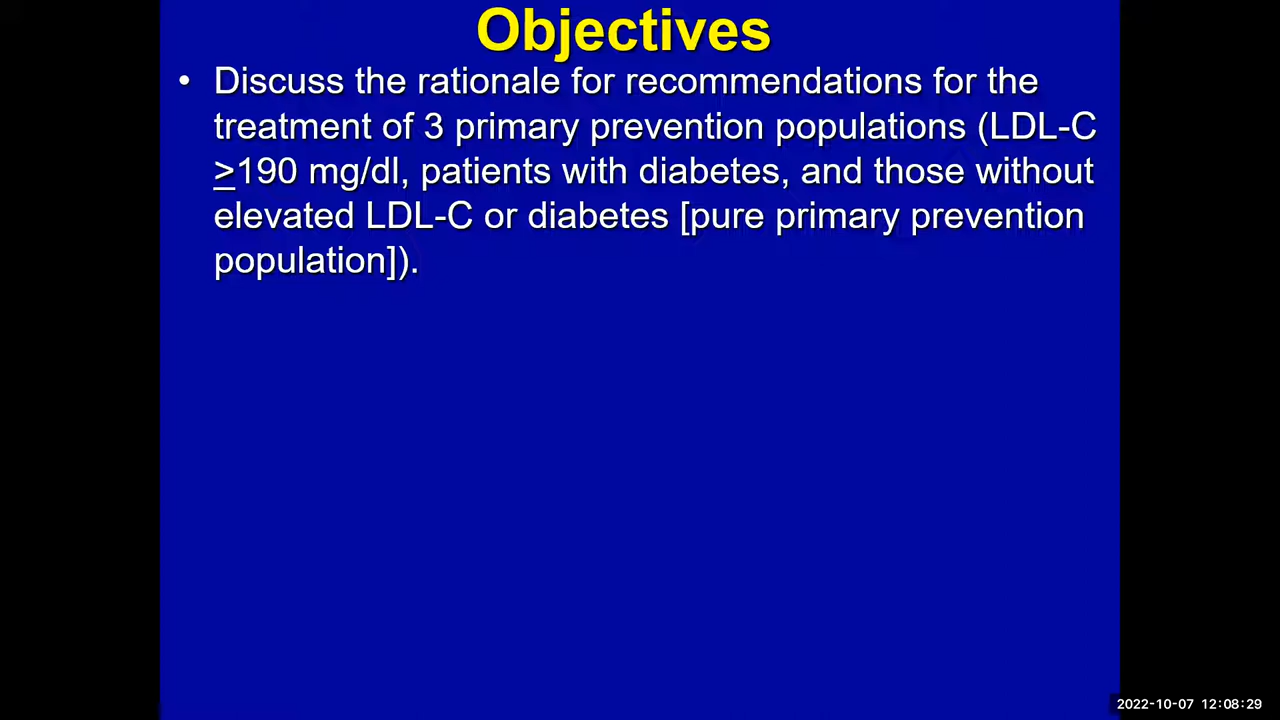 Objectives
• Discuss the rationale for recommendations for the
treatment of 3 primary prevention populations (LDL-C
>190 mg/dl, patients with diabetes, and those without
elevated LDL-C or diabetes [pure primary prevention
population]).
2022-10-07 12:08:29